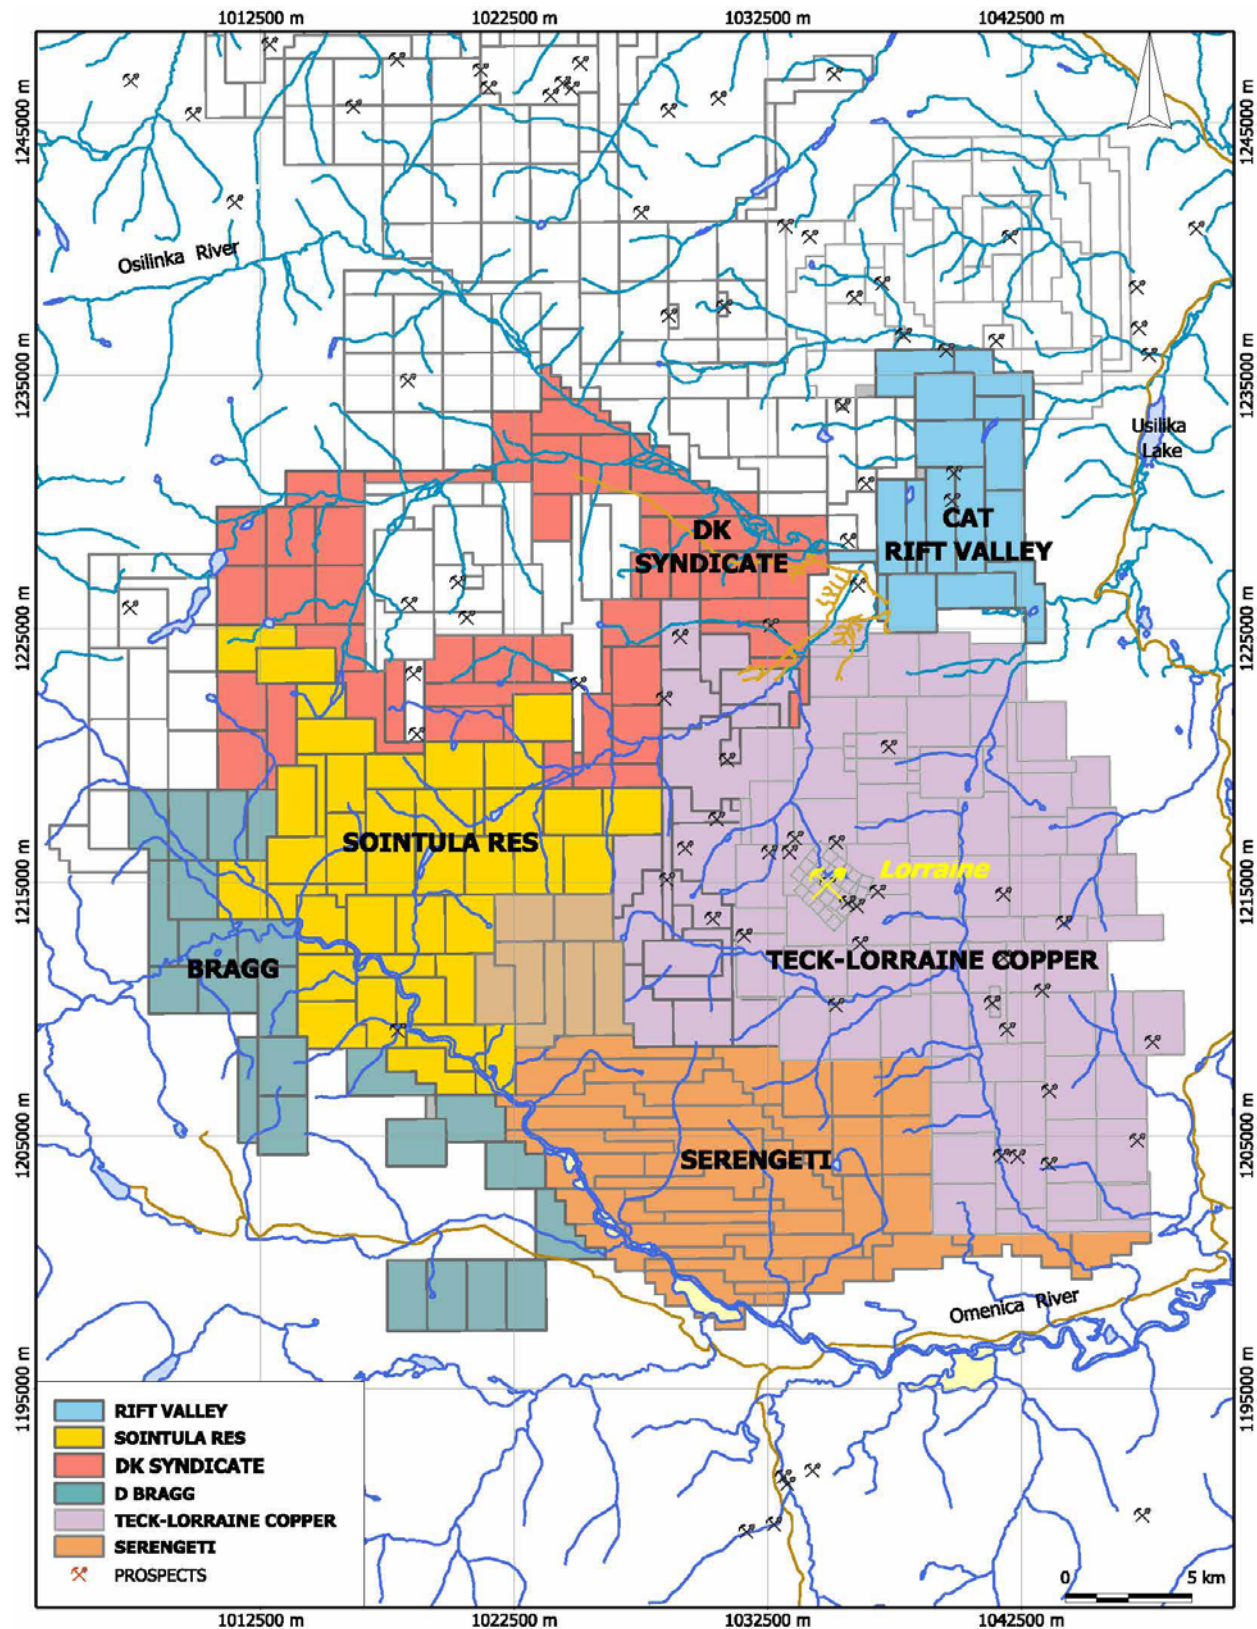 1012500 m
1022500 m
1032500 m
1042500 m
1245000 m
1245000 m
Osilinka River
1235000 m
1235000 m
Usilika
Lake
CAT
RIFT VALLEY
DK
SYNDICATE
1225000 m
1225000 m
SOINTULA RES
Lorraine
1215000 m
1215000 m
BRAGG
TECK-LORRAINE COPPER
1205000 m
1205000 m
SERENGETI
Omenica River
1195000 m
1195000 m
RIFT VALLEY
SOINTULA RES
DK SYNDICATE
D BRAGG
TECK-LORRAINE COPPER
SERENGETI
PROSPECTS
0
5 km
1012500 m
1022500 m
1032500 m
1042500 m